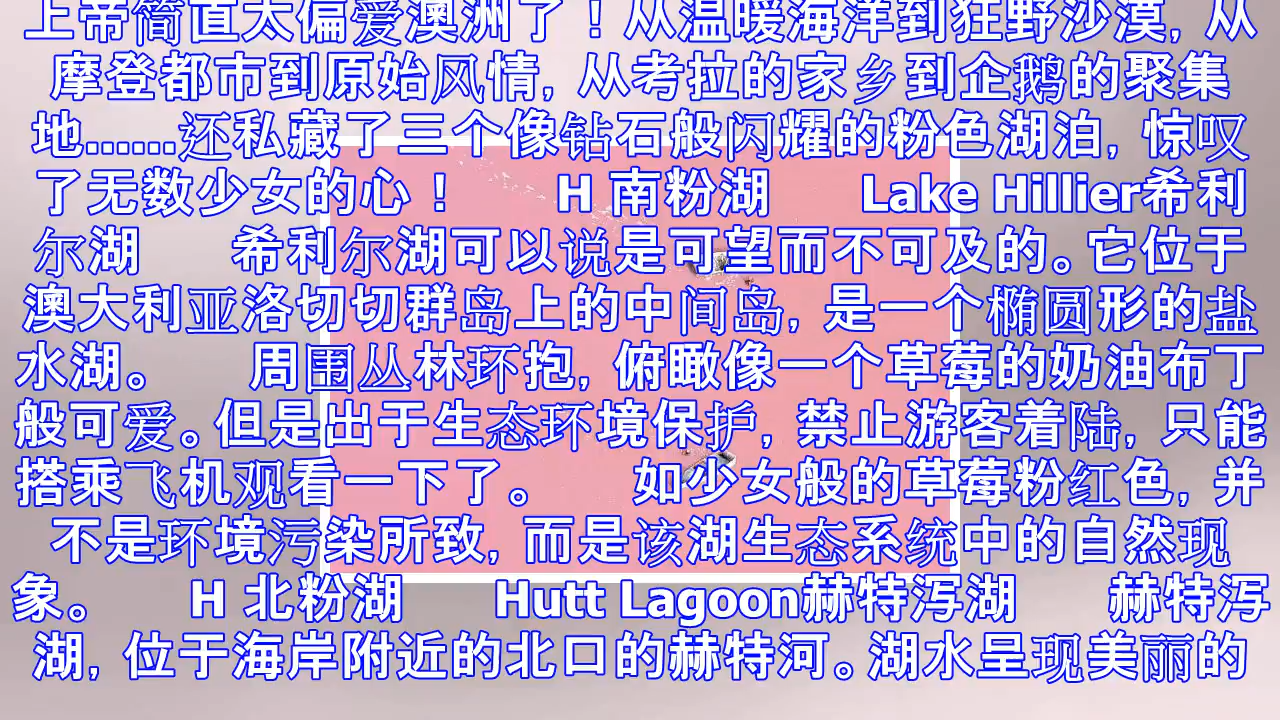 上帝简直太偏爱澳洲了！从温暖海洋到狂野沙漠, 从
摩登都市到原始风情, 从考拉的家乡到企鹅的聚集
地……还私藏了三个像钻石般闪耀的粉色湖泊, 惊叹
了无数少女的心！ H 南粉湖 Lake Hillier希利
尔湖 希利尔湖可以说是可望而不可及的。它位于
澳大利亚洛切切群岛上的中间岛, 是一个椭圆形的盐
水湖。 周围丛林环抱, 俯瞰像一个草莓的奶油布丁
般可爱。但是出于生态环境保护, 禁止游客着陆, 只能
搭乘飞机观看一下了。 如少女般的草莓粉红色, 并
不是环境污染所致, 而是该湖生态系统中的自然现
象。 H 北粉湖 Hutt Lagoon赫特泻湖 赫特泻
湖, 位于海岸附近的北口的赫特河。湖水呈现美丽的